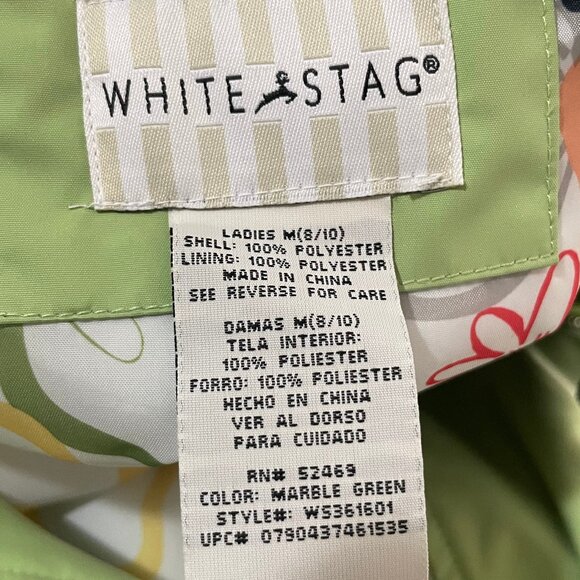 WHITE STAG®
LADIES M(8/10)
SHELL: 100% POLYESTER
LINING: 100% POLYESTER
MADE IN CHINA
SEE REVERSE FOR CARE
DAMAS M(8/10)
TELA INTERIOR:
100% POLIESTER
FORRO: 100% POLIESTER
HECHO EN CHINA
VER AL DORSO
PARA CUIDADO
RN# 52469
COLOR: MARBLE GREEN
STYLE#: WS361601
UPC# 0790437461535